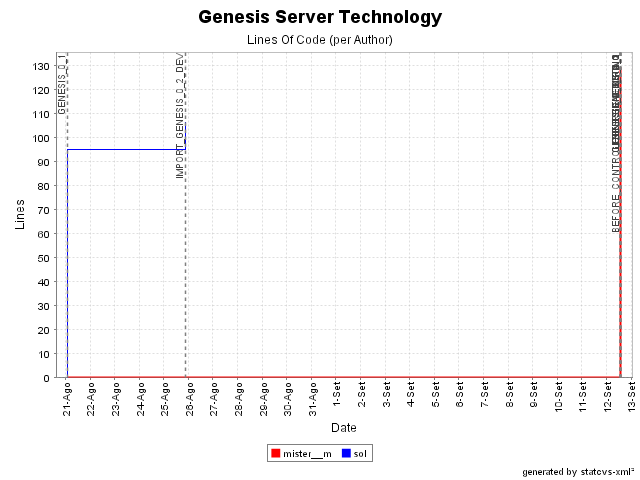 Genesis Server Technology
Lines Of Code (per Author)
130
120
110
100
90
80
70
60
50
40
30
20
10
0
Lines
GENESIS_0_1
IMPORT_GENESIS_0_2_DEV
21-Ago
22-Ago
23-Ago
24-Ago
25-Ago
26-Ago
27-Ago
28-Ago
29-Ago
30-Ago
31-Ago
1-Set
2-Set
3-Set
4-Set
5-Set
6-Set
7-Set
8-Set
9-Set
10-Set
11-Set
12-Set
13-Set
Date
mister__m sol
generated by statcvs-xml²